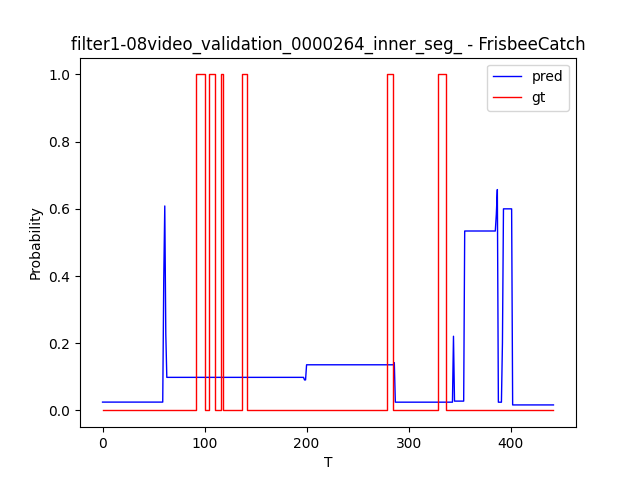 filter1-08video_validation_0000264_inner_seg_ - FrisbeeCatch
pred
gt
1.0
0.8
0.6
0.4
0.2
0.0
Probability
0 100 200 300 400
T